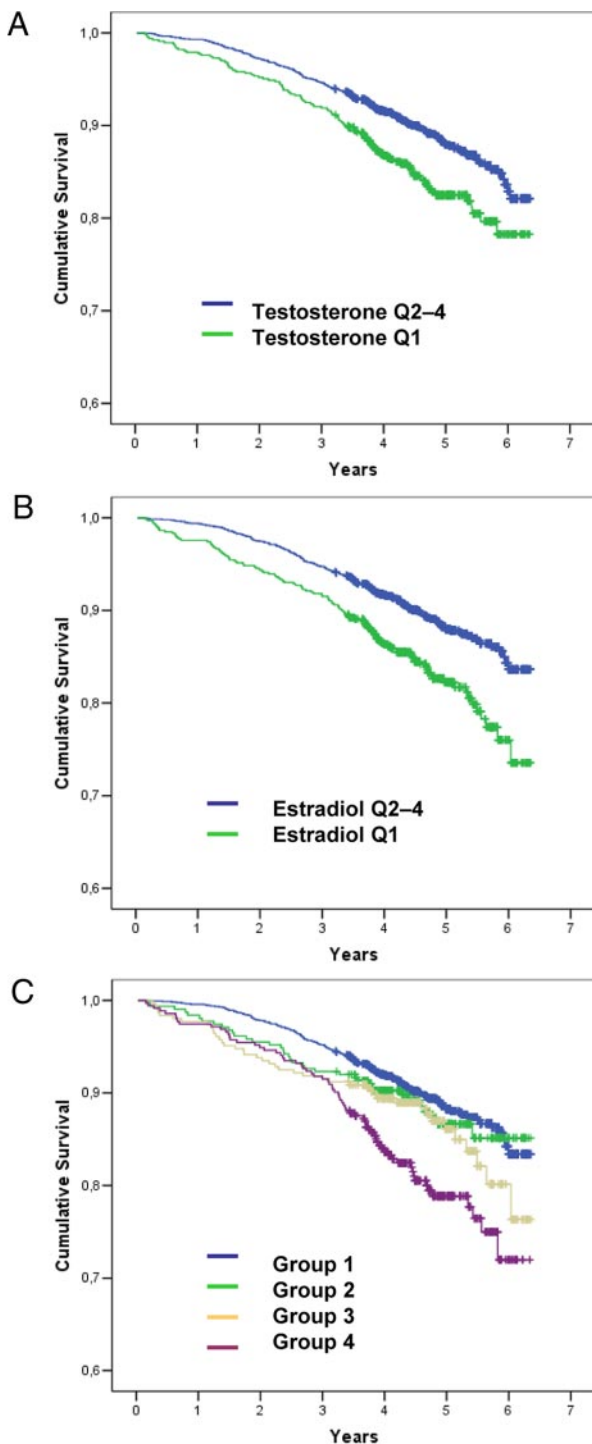 A
1,0
0,9
0,8
0,7
0,6
Cumulative Survival
Testosterone Q2–4
Testosterone Q1
0 1 2 3 4 5 6 7
Years
B
1,0
0,9
0,8
0,7
0,6
Cumulative Survival
Estradiol Q2–4
Estradiol Q1
0 1 2 3 4 5 6 7
Years
C
1,0
0,9
0,8
0,7
0,6
Cumulative Survival
Group 1
Group 2
Group 3
Group 4
0 1 2 3 4 5 6 7
Years